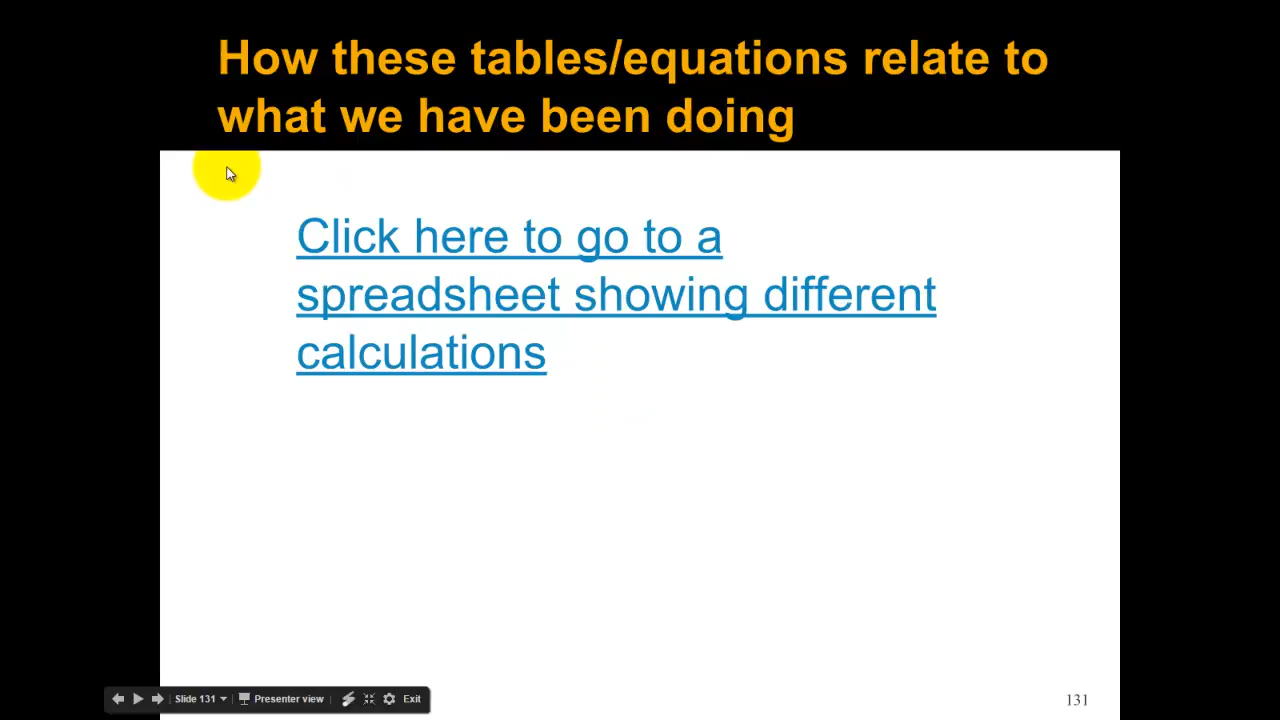 How these tables/equations relate to
what we have been doing
Click here to go to a
spreadsheet showing different
calculations
Slide 131 Presenter view Exit
131